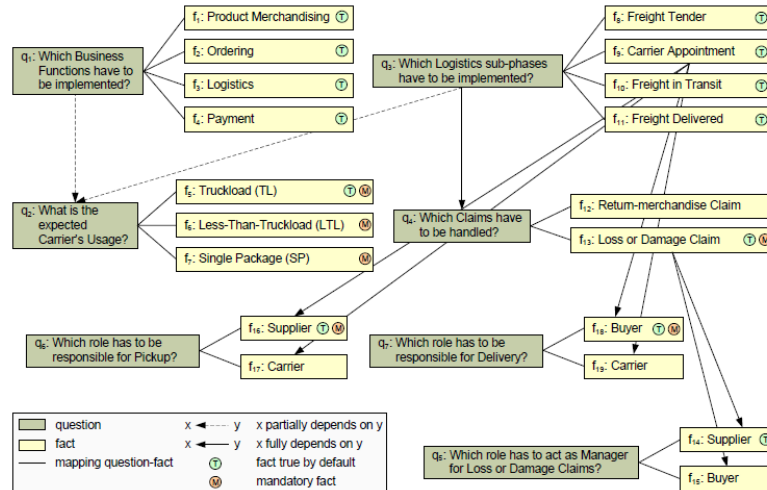 f₁: Product Merchandising T
f₈: Freight Tender T
q₁: Which Business
Functions have to
be implemented?
f₂: Ordering T
q₃: Which Logistics sub-phases
have to be implemented?
f₉: Carrier Appointment T
f₃: Logistics T
f₁₀: Freight in Transit T
f₄: Payment T
f₁₁: Freight Delivered T
f₅: Truckload (TL) T M
q₂: What is the
expected
Carrier's Usage?
f₆: Less-Than-Truckload (LTL) M
q₄: Which Claims have
to be handled?
f₁₂: Return-merchandise Claim
f₇: Single Package (SP) M
f₁₃: Loss or Damage Claim T M
f₁₆: Supplier T M
q₆: Which role has to be
responsible for Pickup?
f₁₇: Carrier
f₁₈: Buyer T M
q₇: Which role has to be
responsible for Delivery?
f₁₉: Carrier
question
x y x partially depends on y
fact
x y x fully depends on y
mapping question-fact
T fact true by default
M mandatory fact
f₁₄: Supplier T
q₅: Which role has to act as Manager
for Loss or Damage Claims?
f₁₅: Buyer